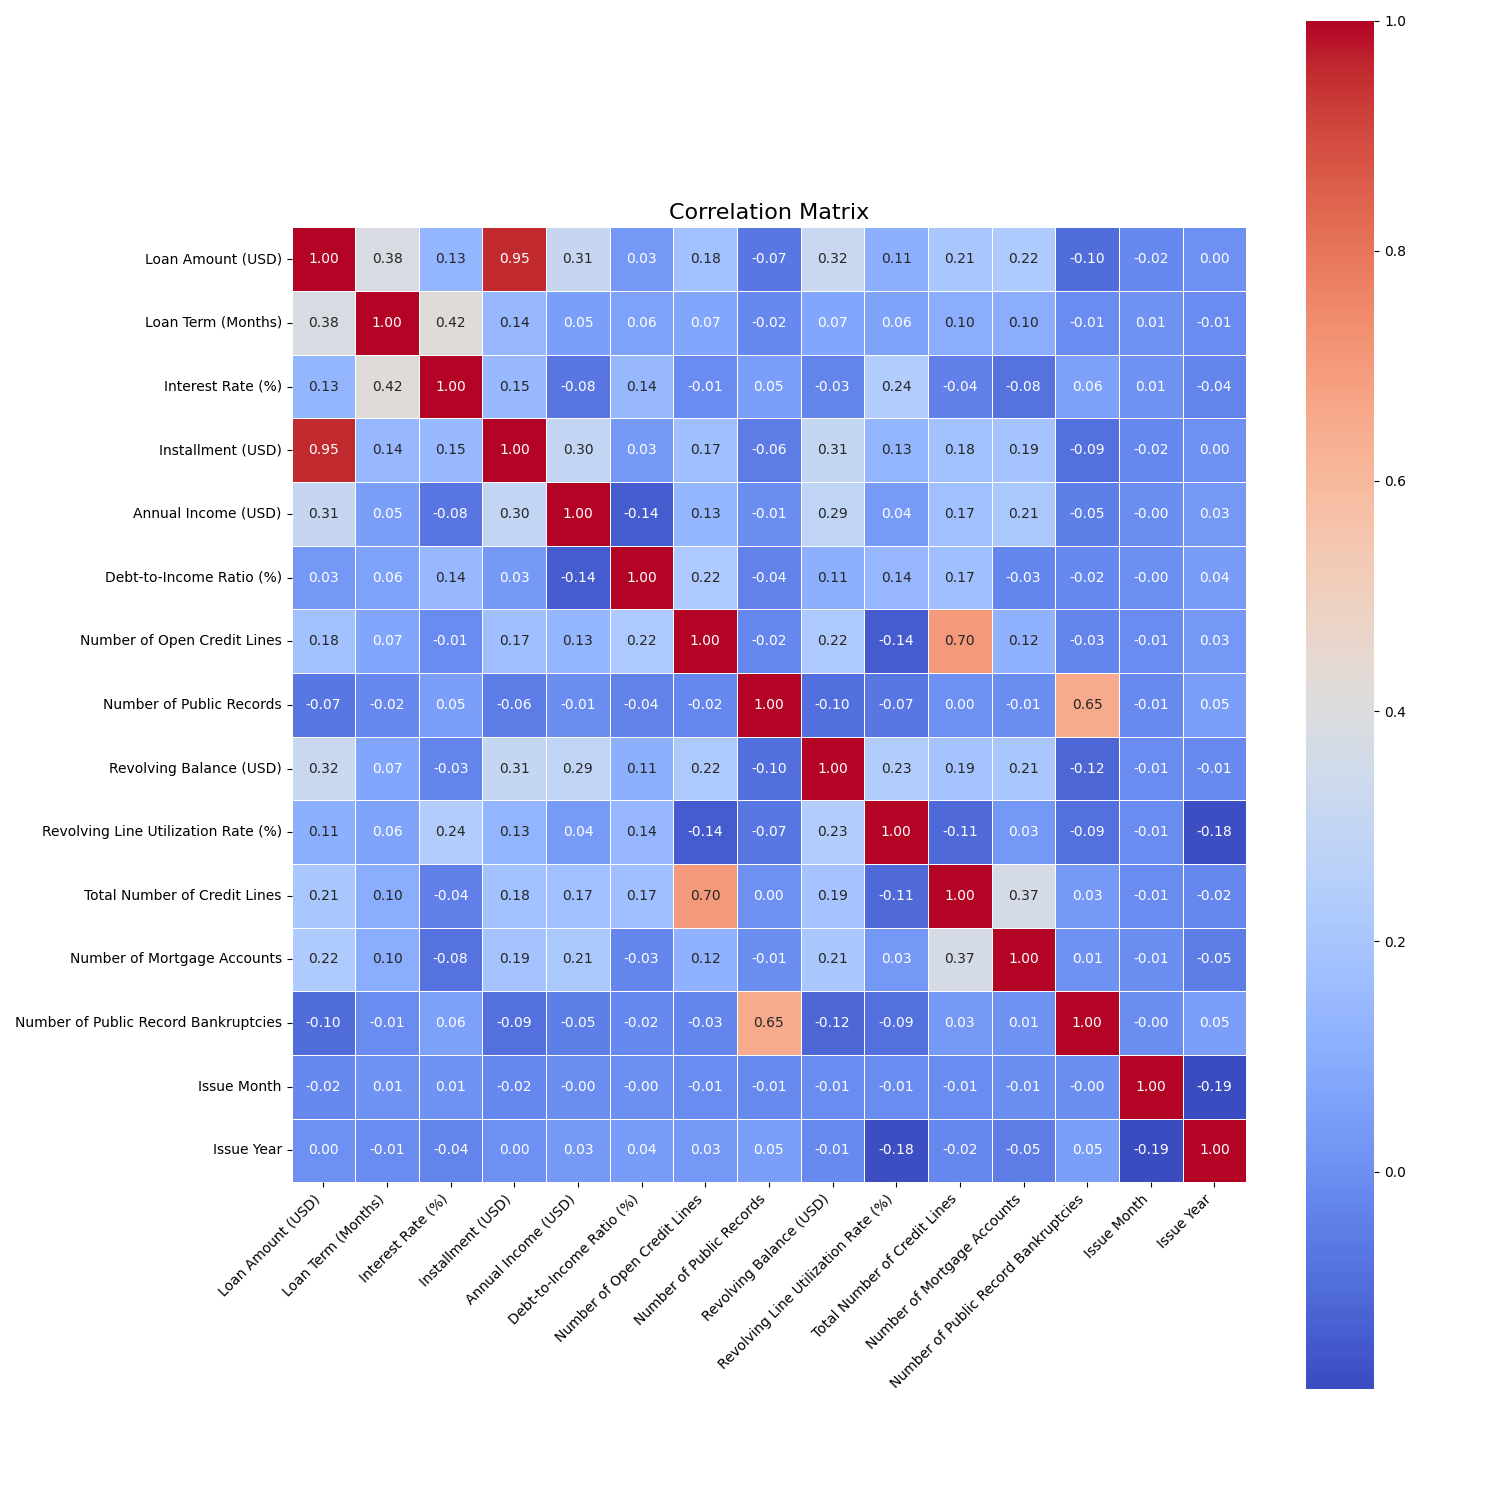 Correlation Matrix
Loan Amount (USD) 1.00 0.38 0.13 0.95 0.31 0.03 0.18 -0.07 0.32 0.11 0.21 0.22 -0.10 -0.02 0.00
Loan Term (Months) 0.38 1.00 0.42 0.14 0.05 0.06 0.07 -0.02 0.07 0.06 0.10 0.10 -0.01 0.01 -0.01
Interest Rate (%) 0.13 0.42 1.00 0.15 -0.08 0.14 -0.01 0.05 -0.03 0.24 -0.04 -0.08 0.06 0.01 -0.04
Installment (USD) 0.95 0.14 0.15 1.00 0.30 0.03 0.17 -0.06 0.31 0.13 0.18 0.19 -0.09 -0.02 0.00
Annual Income (USD) 0.31 0.05 -0.08 0.30 1.00 -0.14 0.13 -0.01 0.29 0.04 0.17 0.21 -0.05 -0.00 0.03
Debt-to-Income Ratio (%) 0.03 0.06 0.14 0.03 -0.14 1.00 0.22 -0.04 0.11 0.14 0.17 -0.03 -0.02 -0.00 0.04
Number of Open Credit Lines 0.18 0.07 -0.01 0.17 0.13 0.22 1.00 -0.02 0.22 -0.14 0.70 0.12 -0.03 -0.01 0.03
Number of Public Records -0.07 -0.02 0.05 -0.06 -0.01 -0.04 -0.02 1.00 -0.10 -0.07 0.00 -0.01 0.65 -0.01 0.05
Revolving Balance (USD) 0.32 0.07 -0.03 0.31 0.29 0.11 0.22 -0.10 1.00 0.23 0.19 0.21 -0.12 -0.01 -0.01
Revolving Line Utilization Rate (%) 0.11 0.06 0.24 0.13 0.04 0.14 -0.14 -0.07 0.23 1.00 -0.11 0.03 -0.09 -0.01 -0.18
Total Number of Credit Lines 0.21 0.10 -0.04 0.18 0.17 0.17 0.70 0.00 0.19 -0.11 1.00 0.37 0.03 -0.01 -0.02
Number of Mortgage Accounts 0.22 0.10 -0.08 0.19 0.21 -0.03 0.12 -0.01 0.21 0.03 0.37 1.00 0.01 -0.01 -0.05
Number of Public Record Bankruptcies -0.10 -0.01 0.06 -0.09 -0.05 -0.02 -0.03 0.65 -0.12 -0.09 0.03 0.01 1.00 -0.00 0.05
Issue Month -0.02 0.01 0.01 -0.02 -0.00 -0.00 -0.01 -0.01 -0.01 -0.01 -0.01 -0.01 -0.00 1.00 -0.19
Issue Year 0.00 -0.01 -0.04 0.00 0.03 0.04 0.03 0.05 -0.01 -0.18 -0.02 -0.05 0.05 -0.19 1.00
Loan Amount (USD)
Loan Term (Months)
Interest Rate (%)
Installment (USD)
Annual Income (USD)
Debt-to-Income Ratio (%)
Number of Open Credit Lines
Number of Public Records
Revolving Balance (USD)
Revolving Line Utilization Rate (%)
Total Number of Credit Lines
Number of Mortgage Accounts
Number of Public Record Bankruptcies
Issue Month
Issue Year
1.0
0.8
0.6
0.4
0.2
0.0